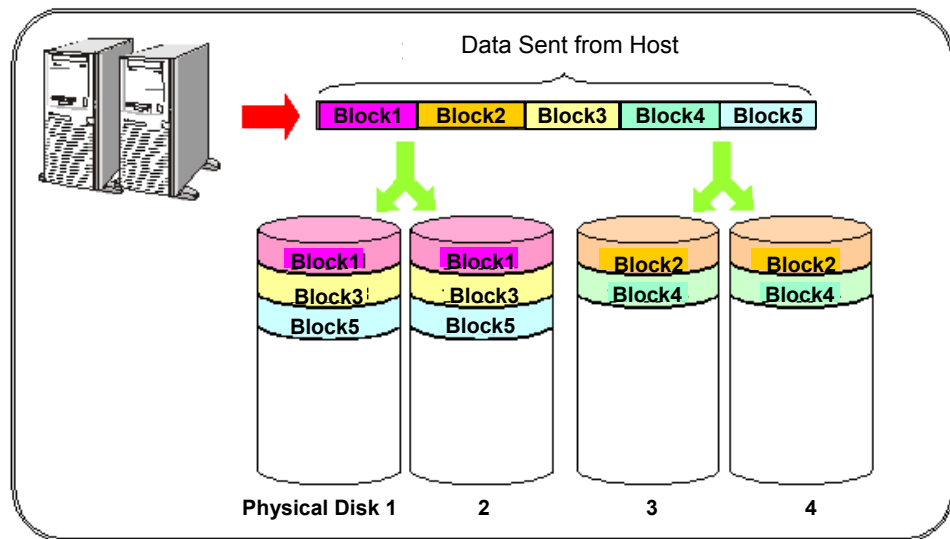 Data Sent from Host
Block1 Block2 Block3 Block4 Block5
Block1 Block1 Block2 Block2
Block3 Block3 Block4 Block4
Block5 Block5
Physical Disk 1 2 3 4